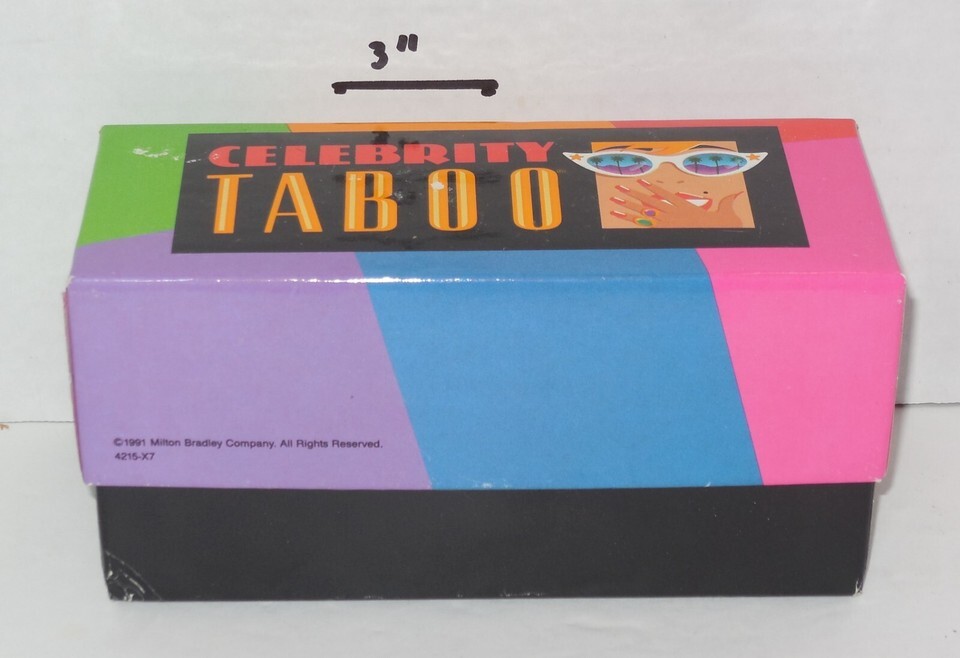 3"
CELEBRITY
TABOO
©1991 Milton Bradley Company. All Rights Reserved.
4215-X7